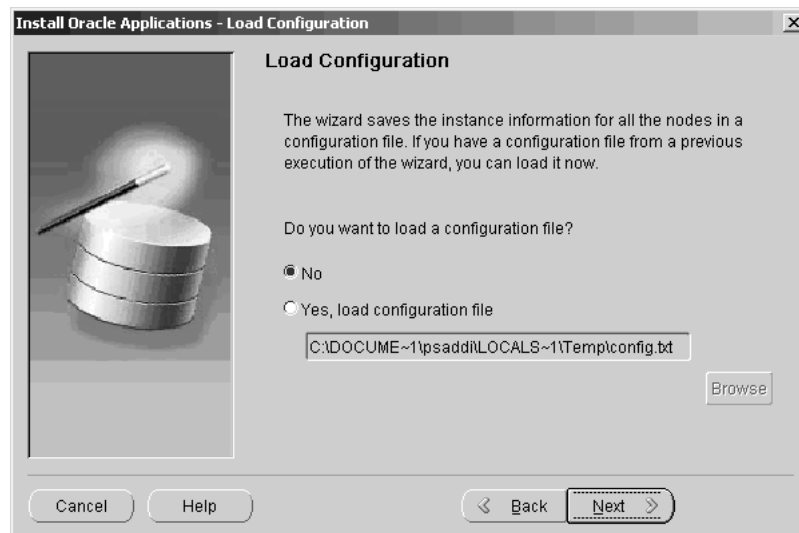 Install Oracle Applications - Load Configuration
Load Configuration
The wizard saves the instance information for all the nodes in a
configuration file. If you have a configuration file from a previous
execution of the wizard, you can load it now.
Do you want to load a configuration file?
No
Yes, load configuration file
C:\DOCUME~1\psaddi\LOCALS~1\Temp\config.txt
Browse
Cancel
Help
Back
Next